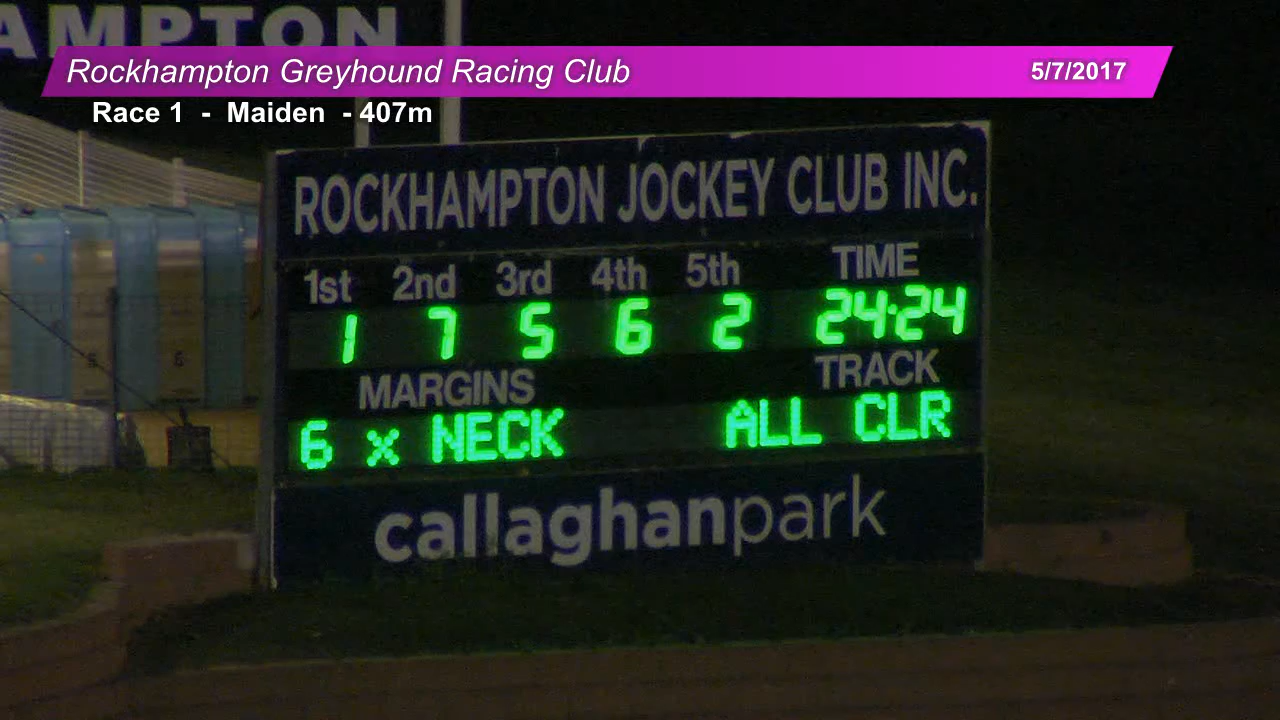 AMPTON
Rockhampton Greyhound Racing Club 5/7/2017
Race 1 - Maiden - 407m
ROCKHAMPTON JOCKEY CLUB INC.
1st 2nd 3rd 4th 5th TIME
1 7 5 6 2 24:24
MARGINS TRACK
6 x NECK ALL CLR
callaghanpark